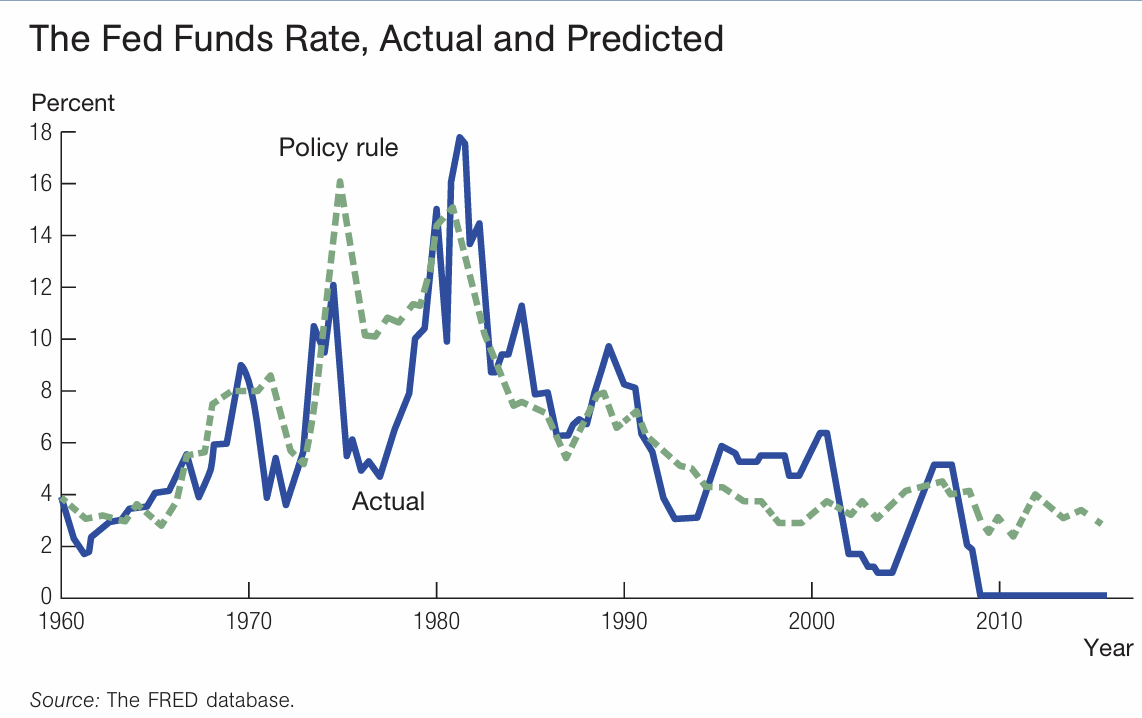 The Fed Funds Rate, Actual and Predicted
Percent
18
Policy rule
16
14
12
10
8
6
4
Actual
2
0
1960 1970 1980 1990 2000 2010
Year
Source: The FRED database.